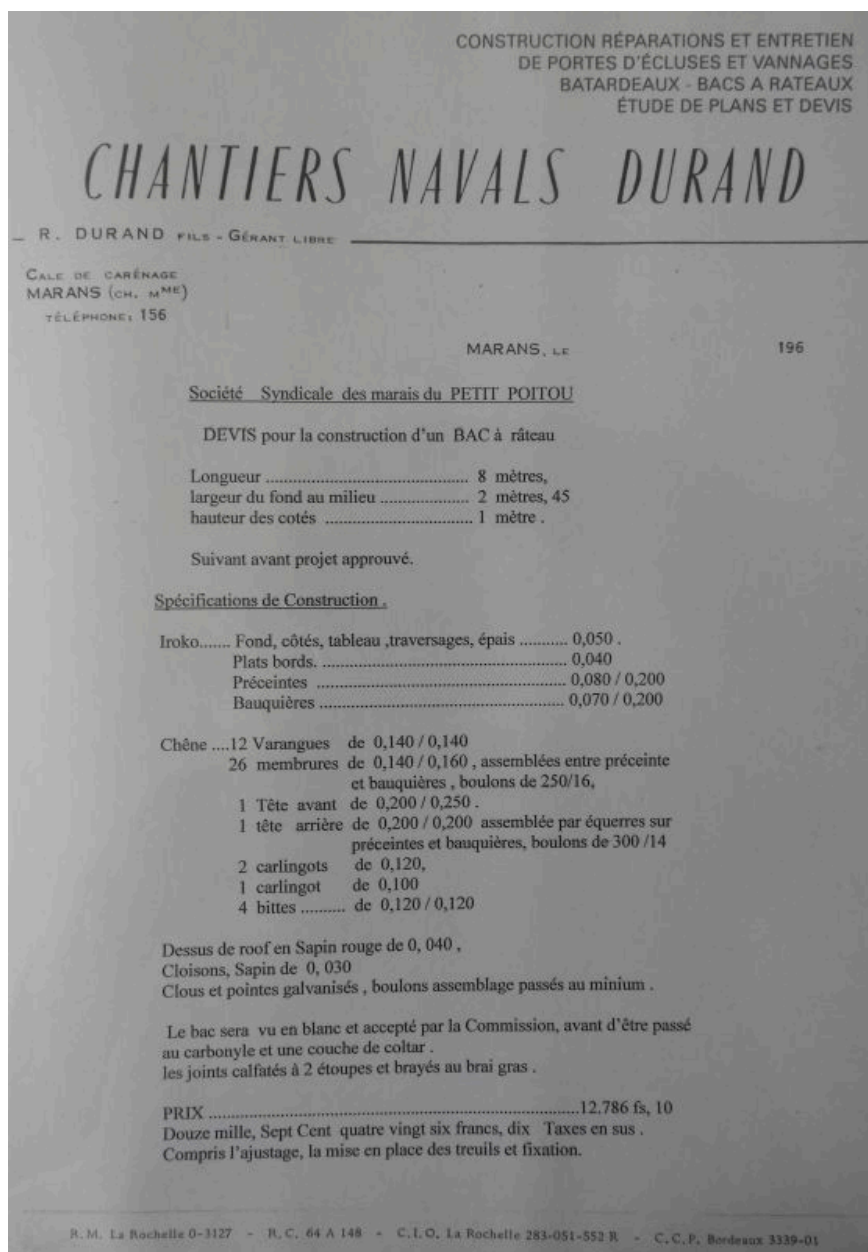 CONSTRUCTION RÉPARATIONS ET ENTRETIEN
DE PORTES D'ÉCLUSES ET VANNAGES
BATARDEAUX - BACS A RATEAUX
ÉTUDE DE PLANS ET DEVIS
CHANTIERS NAVALS DURAND
R. DURAND FILS - GÉRANT LIBRE
CALE DE CARÉNAGE
MARANS (CH. MME)
TÉLÉPHONE: 156
MARANS, LE 196
Société Syndicale des marais du PETIT POITOU
DEVIS pour la construction d'un BAC à râteau
Longueur ............................................ 8 mètres,
largeur du fond au milieu ................... 2 mètres, 45
hauteur des cotés ................................ 1 mètre .
Suivant avant projet approuvé.
Spécifications de Construction .
Iroko....... Fond, côtés, tableau ,traversages, épais ........... 0,050 .
Plats bords. ..................................................... 0,040
Préceintes ...................................................... 0,080 / 0,200
Bauquières ..................................................... 0,070 / 0,200
Chêne ....12 Varangues de 0,140 / 0,140
26 membrures de 0,140 / 0,160 , assemblées entre préceinte
et bauquières , boulons de 250/16,
1 Tête avant de 0,200 / 0,250 .
1 tête arrière de 0,200 / 0,200 assemblée par équerres sur
préceintes et bauquières, boulons de 300 /14
2 carlingots de 0,120,
1 carlingot de 0,100
4 bittes .......... de 0,120 / 0,120
Dessus de roof en Sapin rouge de 0, 040 ,
Cloisons, Sapin de 0, 030
Clous et pointes galvanisés , boulons assemblage passés au minium .
Le bac sera vu en blanc et accepté par la Commission, avant d'être passé
au carbonyle et une couche de coltar .
les joints calfatés à 2 étoupes et brayés au brai gras .
PRIX .................................................................................12.786 fs, 10
Douze mille, Sept Cent quatre vingt six francs, dix Taxes en sus .
Compris l'ajustage, la mise en place des treuils et fixation.
R.M. La Rochelle 0-3127 - R.C. 64 A 148 - C.I.O. La Rochelle 283-051-552 R - C.C.P. Bordeaux 3339-01